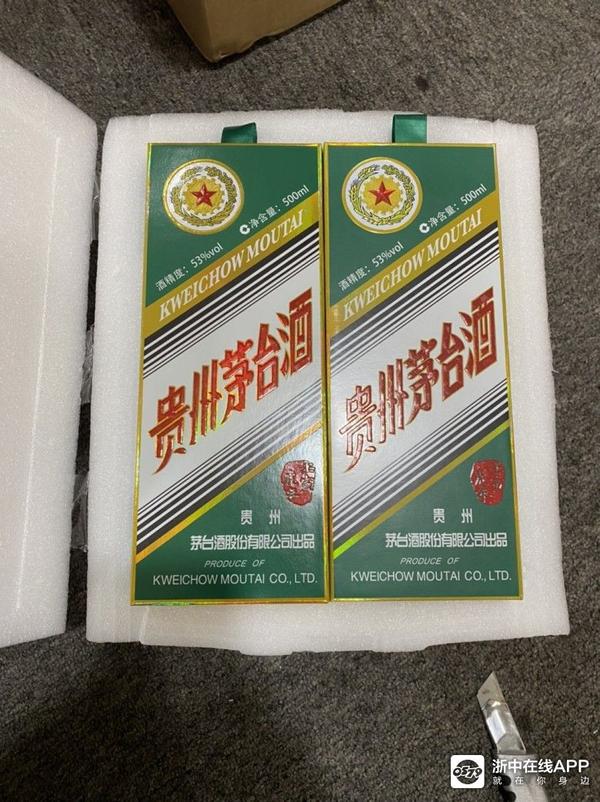 净含量：500ml
酒精度：53%vol
KWEICHOW MOUTAI
贵州茅台酒
贵 州
茅台酒股份有限公司出品
PRODUCE OF
KWEICHOW MOUTAI CO., LTD.
净含量：500ml
酒精度：53%vol
KWEICHOW MOUTAI
贵州茅台酒
贵 州
茅台酒股份有限公司出品
PRODUCE OF
KWEICHOW MOUTAI CO., LTD.
浙中在线APP
就在你身边